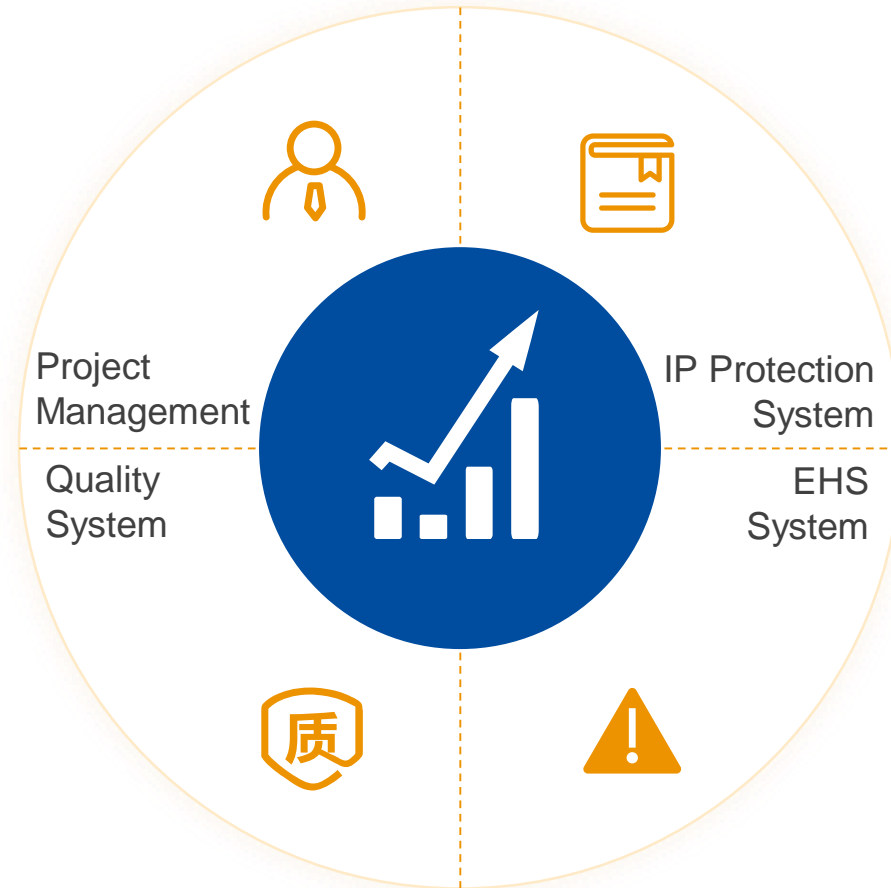 Project
Management
IP Protection
System
Quality
System
EHS
System
质